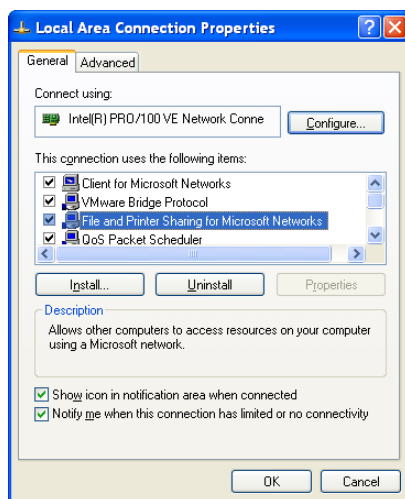 Local Area Connection Properties
General
Advanced
Connect using:
Intel(R) PRO/100 VE Network Conne
Configure...
This connection uses the following items:
Client for Microsoft Networks
VMware Bridge Protocol
File and Printer Sharing for Microsoft Networks
QoS Packet Scheduler
Install...
Uninstall
Properties
Description
Allows other computers to access resources on your computer
using a Microsoft network.
Show icon in notification area when connected
Notify me when this connection has limited or no connectivity
OK
Cancel